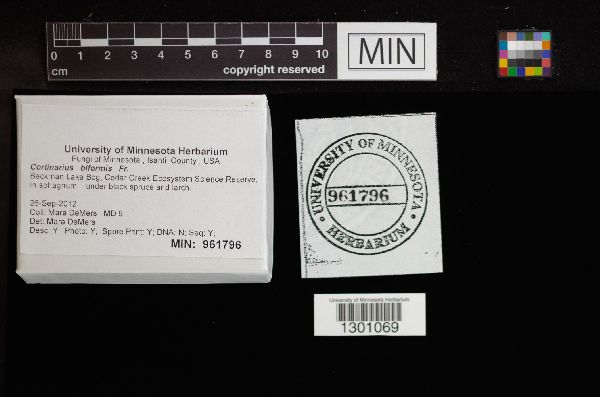 0 1 2 3 4 5 6 7 8 9 10
cm
copyright reserved
MIN
University of Minnesota Herbarium
Fungi of Minnesota , Isanti County , USA
Cortinarius biformis Fr.
Beckman Lake Bog, Cedar Creek Ecosystem Science Reserve,
In sphagnum under black spruce and larch.
26-Sep-2012
Coll: Mara DeMers MD 9
Det: Mara DeMers
Desc: Y Photo: Y, Spore Print: Y; DNA: N; Seq: Y;
MIN: 961796
UNIVERSITY OF MINNESOTA
961796
HERBARIUM
University of Minnesota Herbarium
1301069